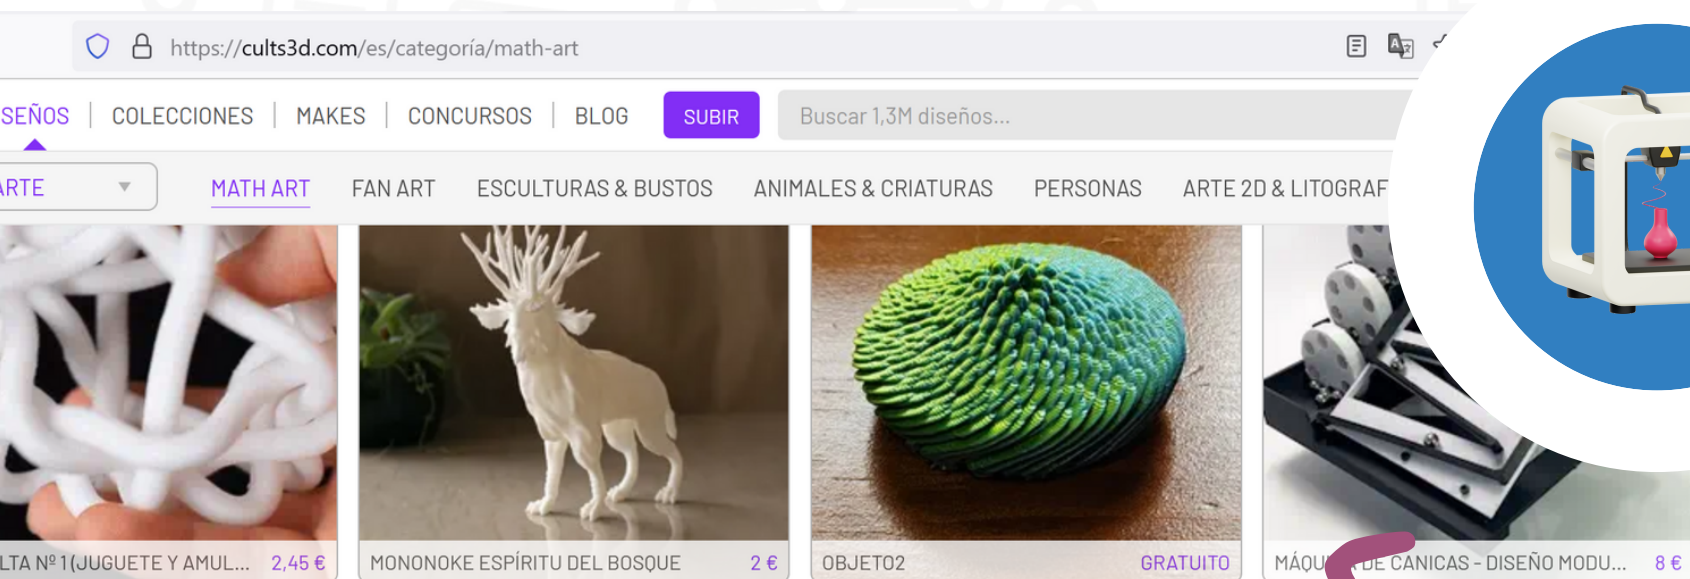 https://cults3d.com/es/categoría/math-art
SEÑOS COLECCIONES MAKES CONCURSOS BLOG SUBIR Buscar 1,3M diseños...
ARTE MATH ART FAN ART ESCULTURAS & BUSTOS ANIMALES & CRIATURAS PERSONAS ARTE 2D & LITOGRAF
LTA Nº 1 (JUGUETE Y AMUL... 2,45 € MONONOKE ESPÍRITU DEL BOSQUE 2 € OBJETO2 GRATUITO DE CANICAS - DISEÑO MODU... 8 €